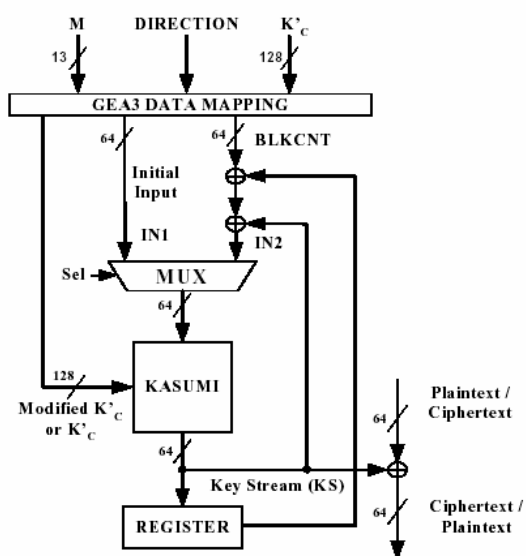 M
DIRECTION
K'C
13
128
GEA3 DATA MAPPING
64
64
BLKCNT
Initial
Input
IN1
IN2
Sel
MUX
64
KASUMI
128
Modified K'C
or K'C
64
Plaintext /
Ciphertext
64
Key Stream (KS)
64
Ciphertext /
Plaintext
REGISTER